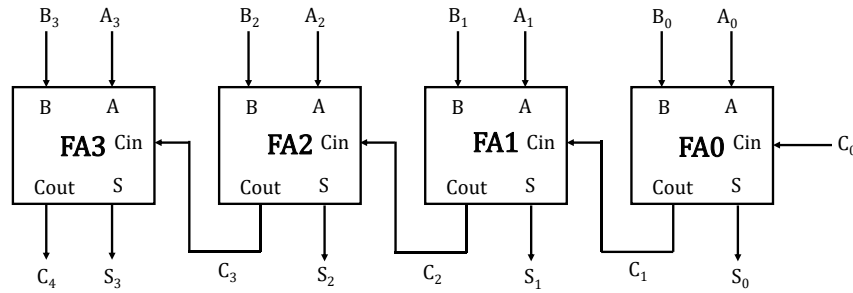 B₃ A₃ B₂ A₂ B₁ A₁ B₀ A₀
B A B A B A B A
FA3 Cin FA2 Cin FA1 Cin FA0 Cin C₀
Cout S Cout S Cout S Cout S
C₄ S₃ C₃ S₂ C₂ S₁ C₁ S₀